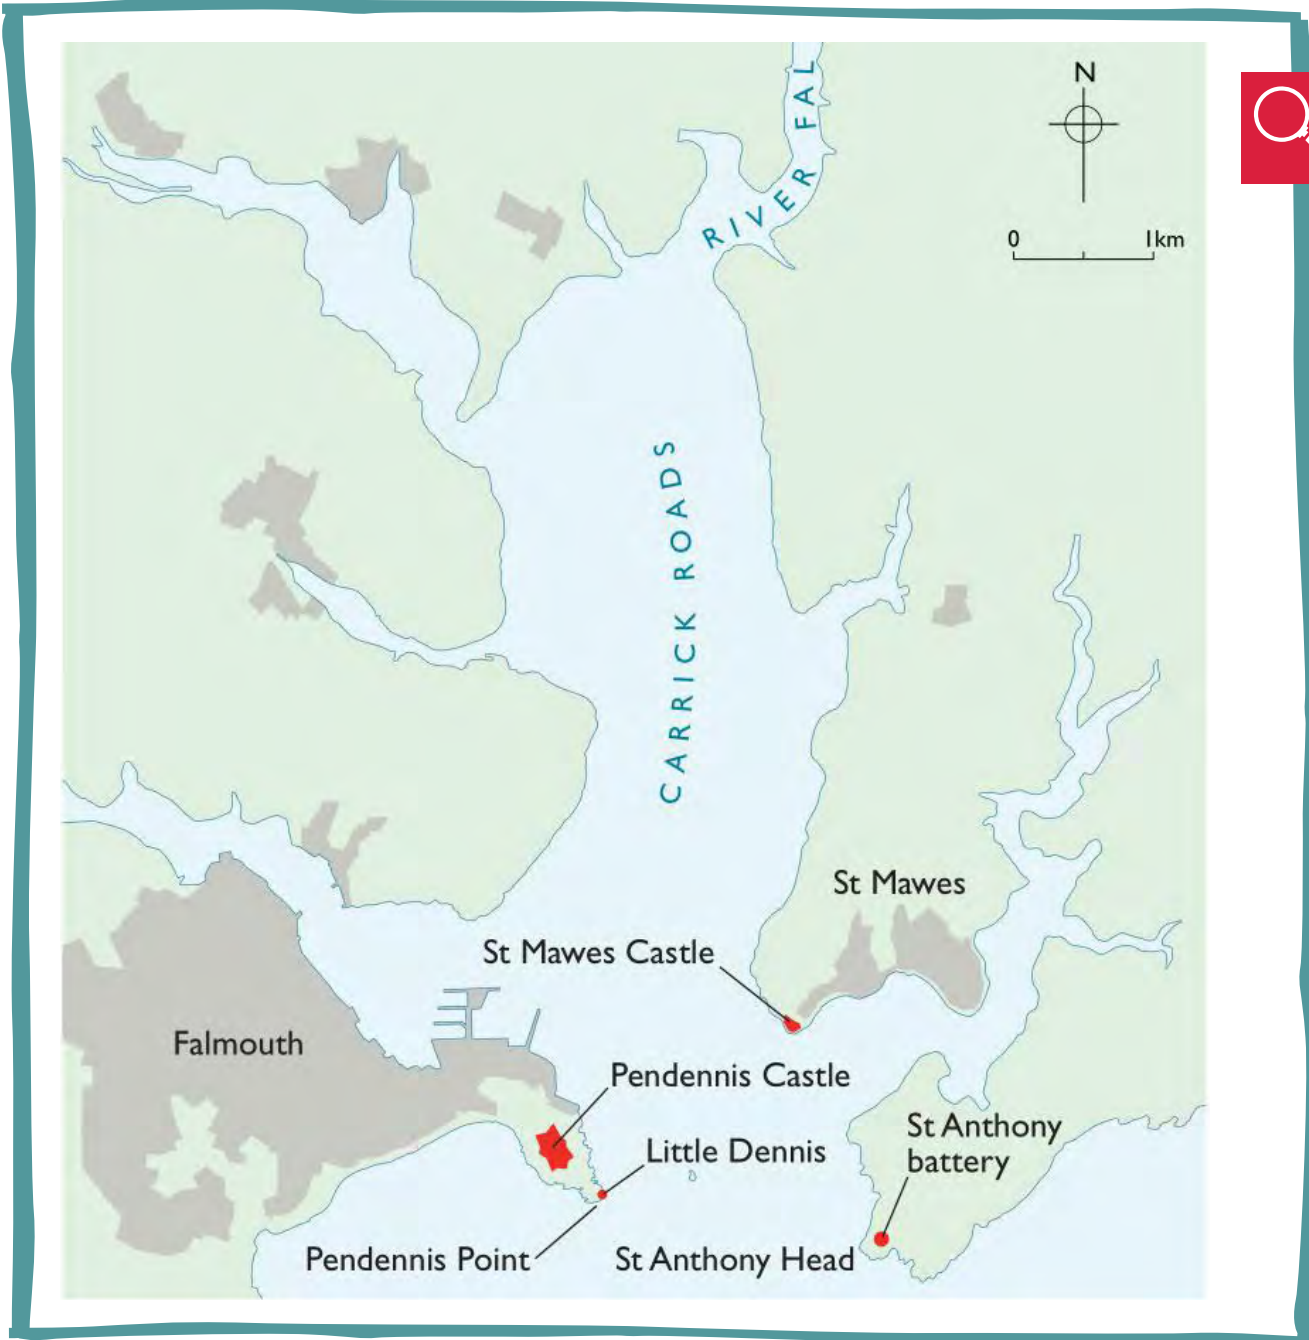 N
0 1km
RIVER FAL
CARRICK ROADS
St Mawes
St Mawes Castle
Falmouth
Pendennis Castle
St Anthony
battery
Little Dennis
Pendennis Point
St Anthony Head